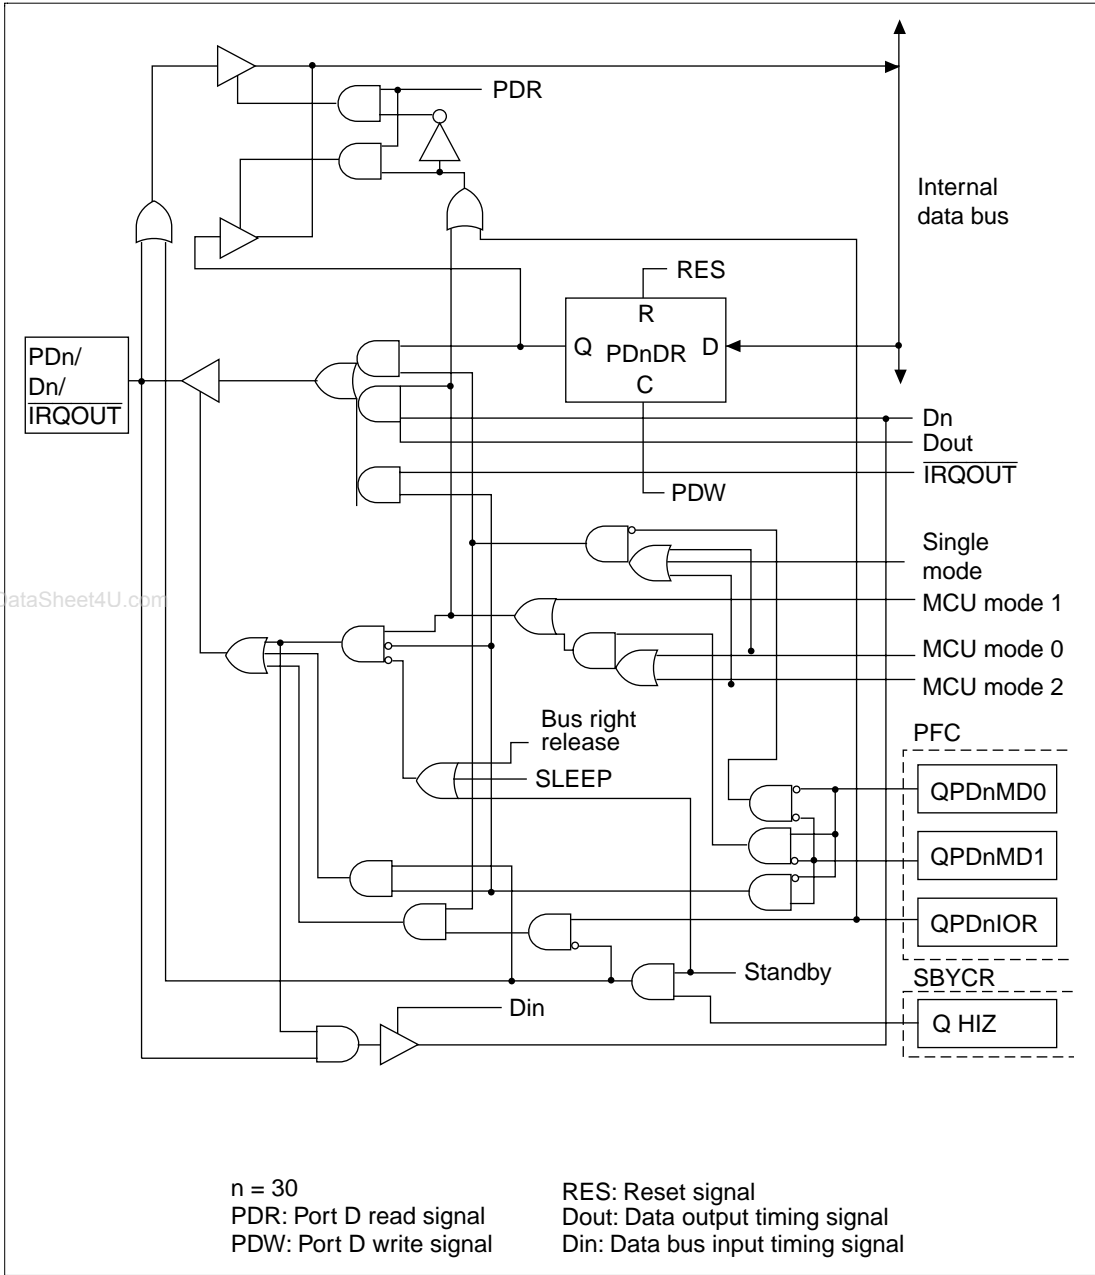 PDR
Internal
data bus
RES
R
Q PDnDR D
C
PDn/
Dn/
IRQOUT
Dn
Dout
IRQOUT
PDW
Single
mode
DataSheet4U.com
MCU mode 1
MCU mode 0
MCU mode 2
Bus right
release
PFC
SLEEP
QPDnMD0
QPDnMD1
QPDnIOR
Standby
SBYCR
Din
Q HIZ
n = 30
PDR: Port D read signal
PDW: Port D write signal
RES: Reset signal
Dout: Data output timing signal
Din: Data bus input timing signal